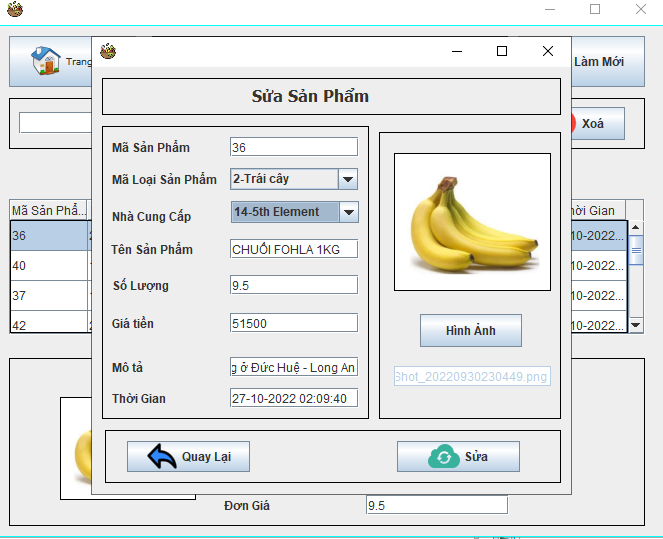 Trang
Làm Mới
Xoá
Mã Sản Phẩ...
hời Gian
36
10-2022...
40
10-2022...
37
10-2022...
42
10-2022...
Đơn Giá
9.5
Sửa Sản Phẩm
Mã Sản Phẩm
36
Mã Loại Sản Phẩm
2-Trái cây
Nhà Cung Cấp
14-5th Element
Tên Sản Phẩm
CHUỐI FOHLA 1KG
Số Lượng
9.5
Giá tiền
51500
Mô tả
g ở Đức Huệ - Long An
Thời Gian
27-10-2022 02:09:40
Hình Ảnh
Shot_20220930230449.png
Quay Lại
Sửa